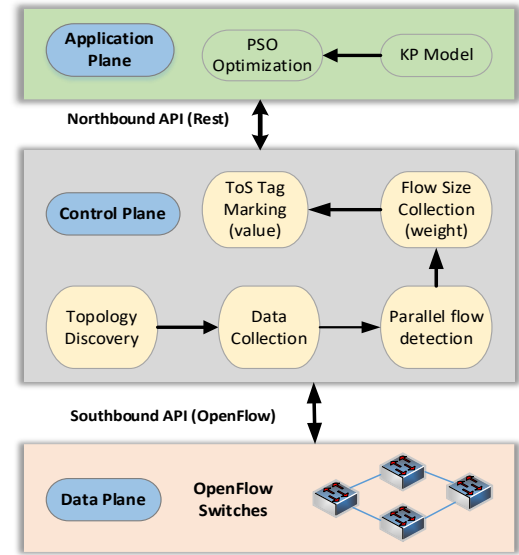 Application
Plane
PSO
Optimization
KP Model
Northbound API (Rest)
Control Plane
ToS Tag
Marking
(value)
Flow Size
Collection
(weight)
Topology
Discovery
Data
Collection
Parallel flow
detection
Southbound API (OpenFlow)
Data Plane
OpenFlow
Switches